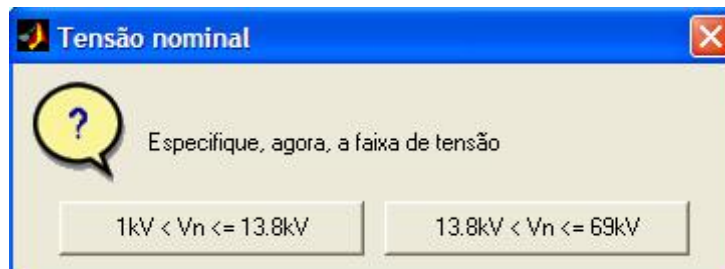 Tensão nominal
?
Especifique, agora, a faixa de tensão
1kV < Vn <= 13.8kV 13.8kV < Vn <= 69kV